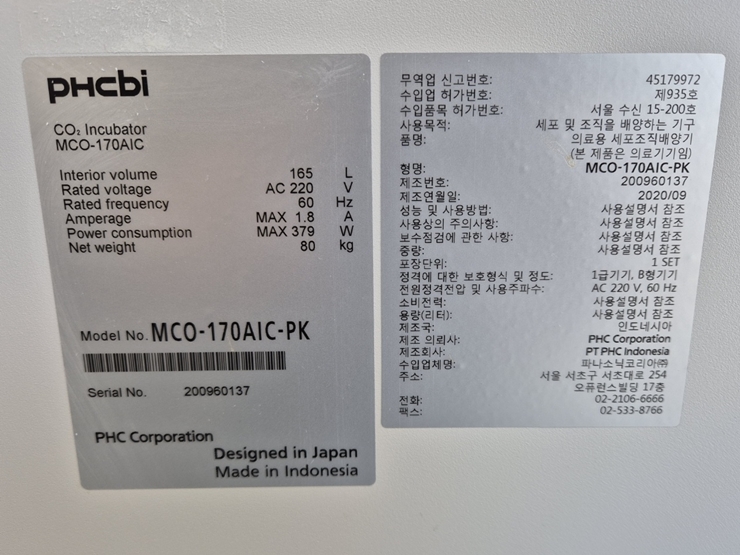 PHCbi
CO₂ Incubator
MCO-170AIC
Interior volume 165 L
Rated voltage AC 220 V
Rated frequency 60 Hz
Amperage MAX 1.8 A
Power consumption MAX 379 W
Net weight 80 kg
Model No. MCO-170AIC-PK
Serial No. 200960137
PHC Corporation
Designed in Japan
Made in Indonesia
무역업 신고번호: 45179972
수입업 허가번호: 제935호
수입품목 허가번호: 서울 수신 15-200호
사용목적: 세포 및 조직을 배양하는 기구
품명: 의료용 세포조직배양기
(본 제품은 의료기기임)
형명: MCO-170AIC-PK
제조번호: 200960137
제조연월일: 2020/09
성능 및 사용방법: 사용설명서 참조
사용상의 주의사항: 사용설명서 참조
보수점검에 관한 사항: 사용설명서 참조
중량: 사용설명서 참조
포장단위: 1 SET
정격에 대한 보호형식 및 정도: 1급기기, B형기기
전원정격전압 및 사용주파수: AC 220 V, 60 Hz
소비전력: 사용설명서 참조
용량(리터): 사용설명서 참조
제조국: 인도네시아
제조 의뢰사: PHC Corporation
제조회사: PT PHC Indonesia
수입업체명: 파나소닉코리아㈜
주소: 서울 서초구 서초대로 254
오퓨런스빌딩 17층
전화: 02-2106-6666
팩스: 02-533-8766